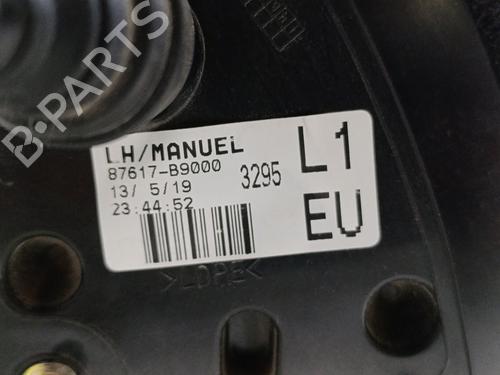 LH/MANUEL
87617-B9000
13/ 5/19
3295
23:44:52
L1
EU
>LDPE<
B-PARTS